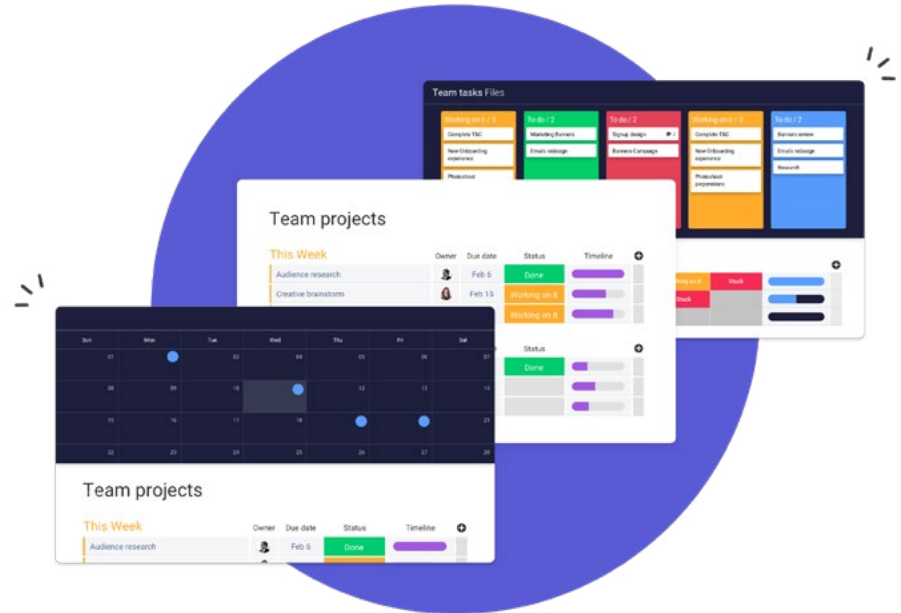 Team tasks Files
Working on it / 3 To do / 2 To do / 2 Working on it / 3 To do / 2
Complete T&C Marketing Banners Signup design Complete T&C Banners review
New Onboarding experience Emails redesign Banners Campaign New Onboarding experience Emails redesign
Photoshoot Photoshoot preparations Research
Working on it Stuck
Stuck
Team projects
This Week Owner Due date Status Timeline
Audience research Feb 6 Done
Creative brainstorm Feb 15 Working on it
Working on it
Status
Done
Sun Mon Tue Wed Thu Fri Sat
01 03 04 05 06 07
08 09 10 12 13 14
15 16 17 18 21
22 23 24 25 26 27 28
Team projects
This Week Owner Due date Status Timeline
Audience research Feb 6 Done